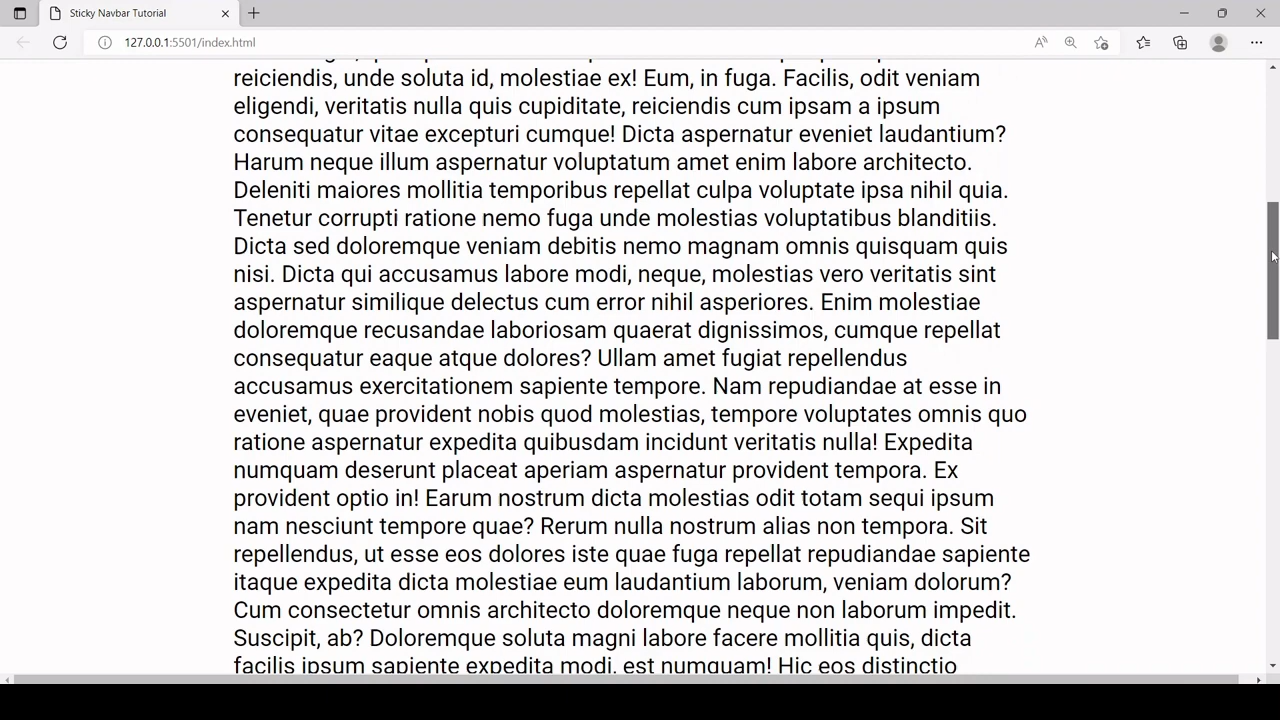 Sticky Navbar Tutorial
127.0.0.1:5501/index.html
reiciendis, unde soluta id, molestiae ex! Eum, in fuga. Facilis, odit veniam
eligendi, veritatis nulla quis cupiditate, reiciendis cum ipsam a ipsum
consequatur vitae excepturi cumque! Dicta aspernatur eveniet laudantium?
Harum neque illum aspernatur voluptatum amet enim labore architecto.
Deleniti maiores mollitia temporibus repellat culpa voluptate ipsa nihil quia.
Tenetur corrupti ratione nemo fuga unde molestias voluptatibus blanditiis.
Dicta sed doloremque veniam debitis nemo magnam omnis quisquam quis
nisi. Dicta qui accusamus labore modi, neque, molestias vero veritatis sint
aspernatur similique delectus cum error nihil asperiores. Enim molestiae
doloremque recusandae laboriosam quaerat dignissimos, cumque repellat
consequatur eaque atque dolores? Ullam amet fugiat repellendus
accusamus exercitationem sapiente tempore. Nam repudiandae at esse in
eveniet, quae provident nobis quod molestias, tempore voluptates omnis quo
ratione aspernatur expedita quibusdam incidunt veritatis nulla! Expedita
numquam deserunt placeat aperiam aspernatur provident tempora. Ex
provident optio in! Earum nostrum dicta molestias odit totam sequi ipsum
nam nesciunt tempore quae? Rerum nulla nostrum alias non tempora. Sit
repellendus, ut esse eos dolores iste quae fuga repellat repudiandae sapiente
itaque expedita dicta molestiae eum laudantium laborum, veniam dolorum?
Cum consectetur omnis architecto doloremque neque non laborum impedit.
Suscipit, ab? Doloremque soluta magni labore facere mollitia quis, dicta
facilis ipsum sapiente expedita modi, est numquam! Hic eos distinctio